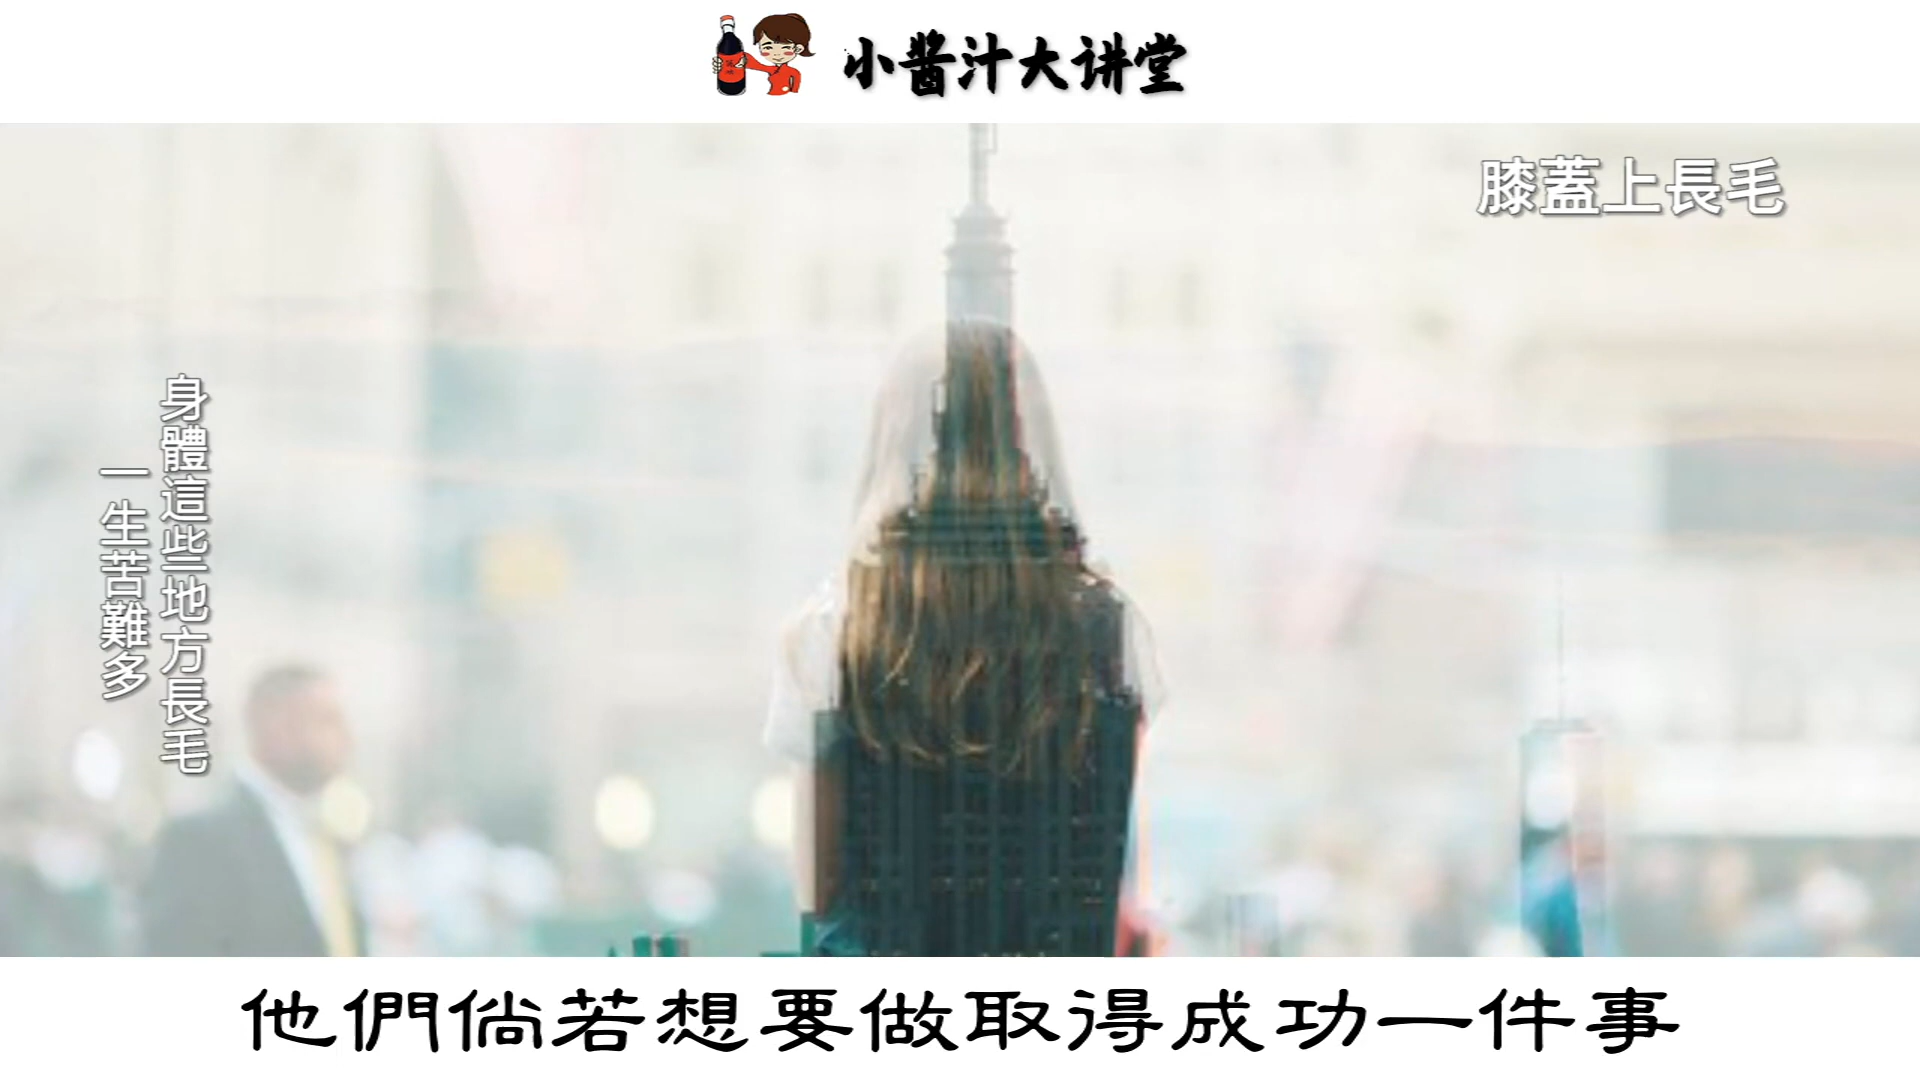 小酱汁大讲堂
膝蓋上長毛
身體這些地方長毛
一生苦難多
他們倘若想要做取得成功一件事